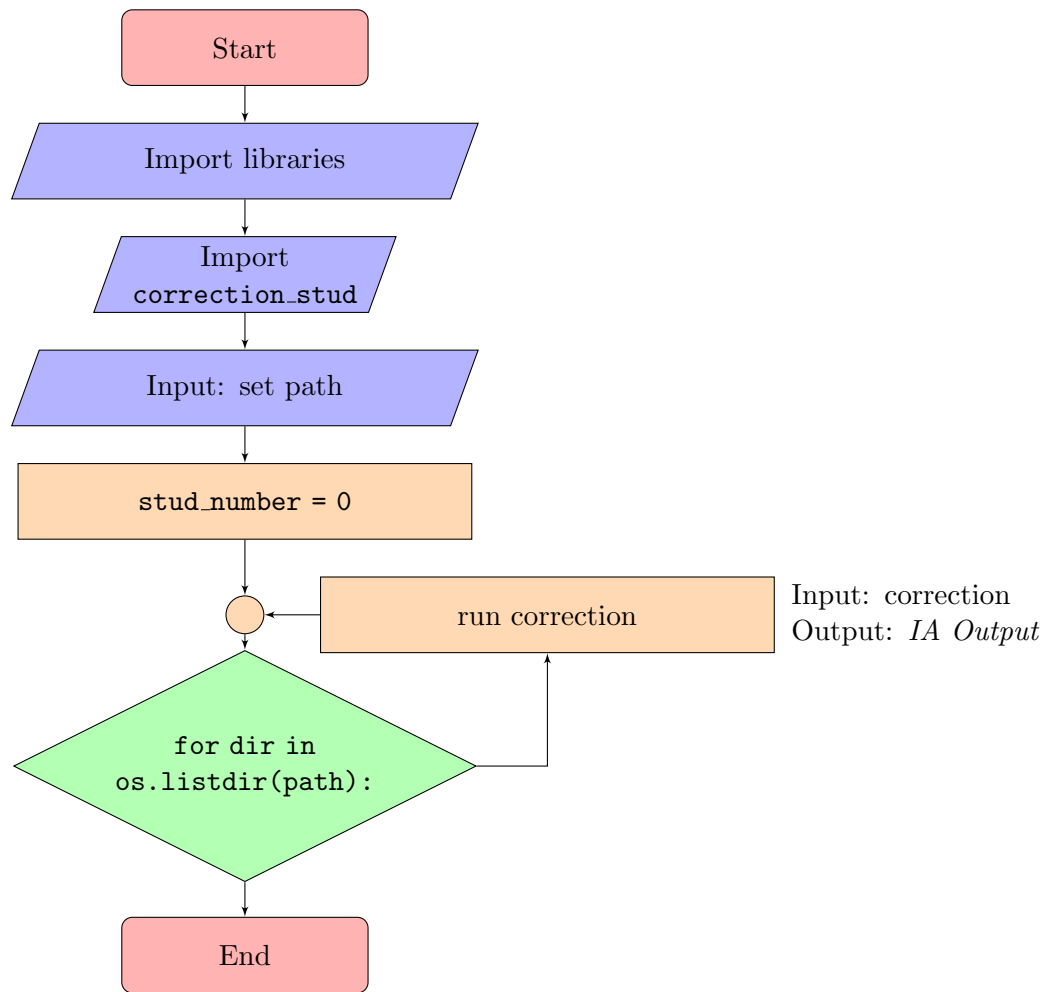 Start
Import libraries
Import
correction_stud
Input: set path
stud_number = 0
run correction
Input: correction
Output: IA Output
for dir in
os.listdir(path):
End